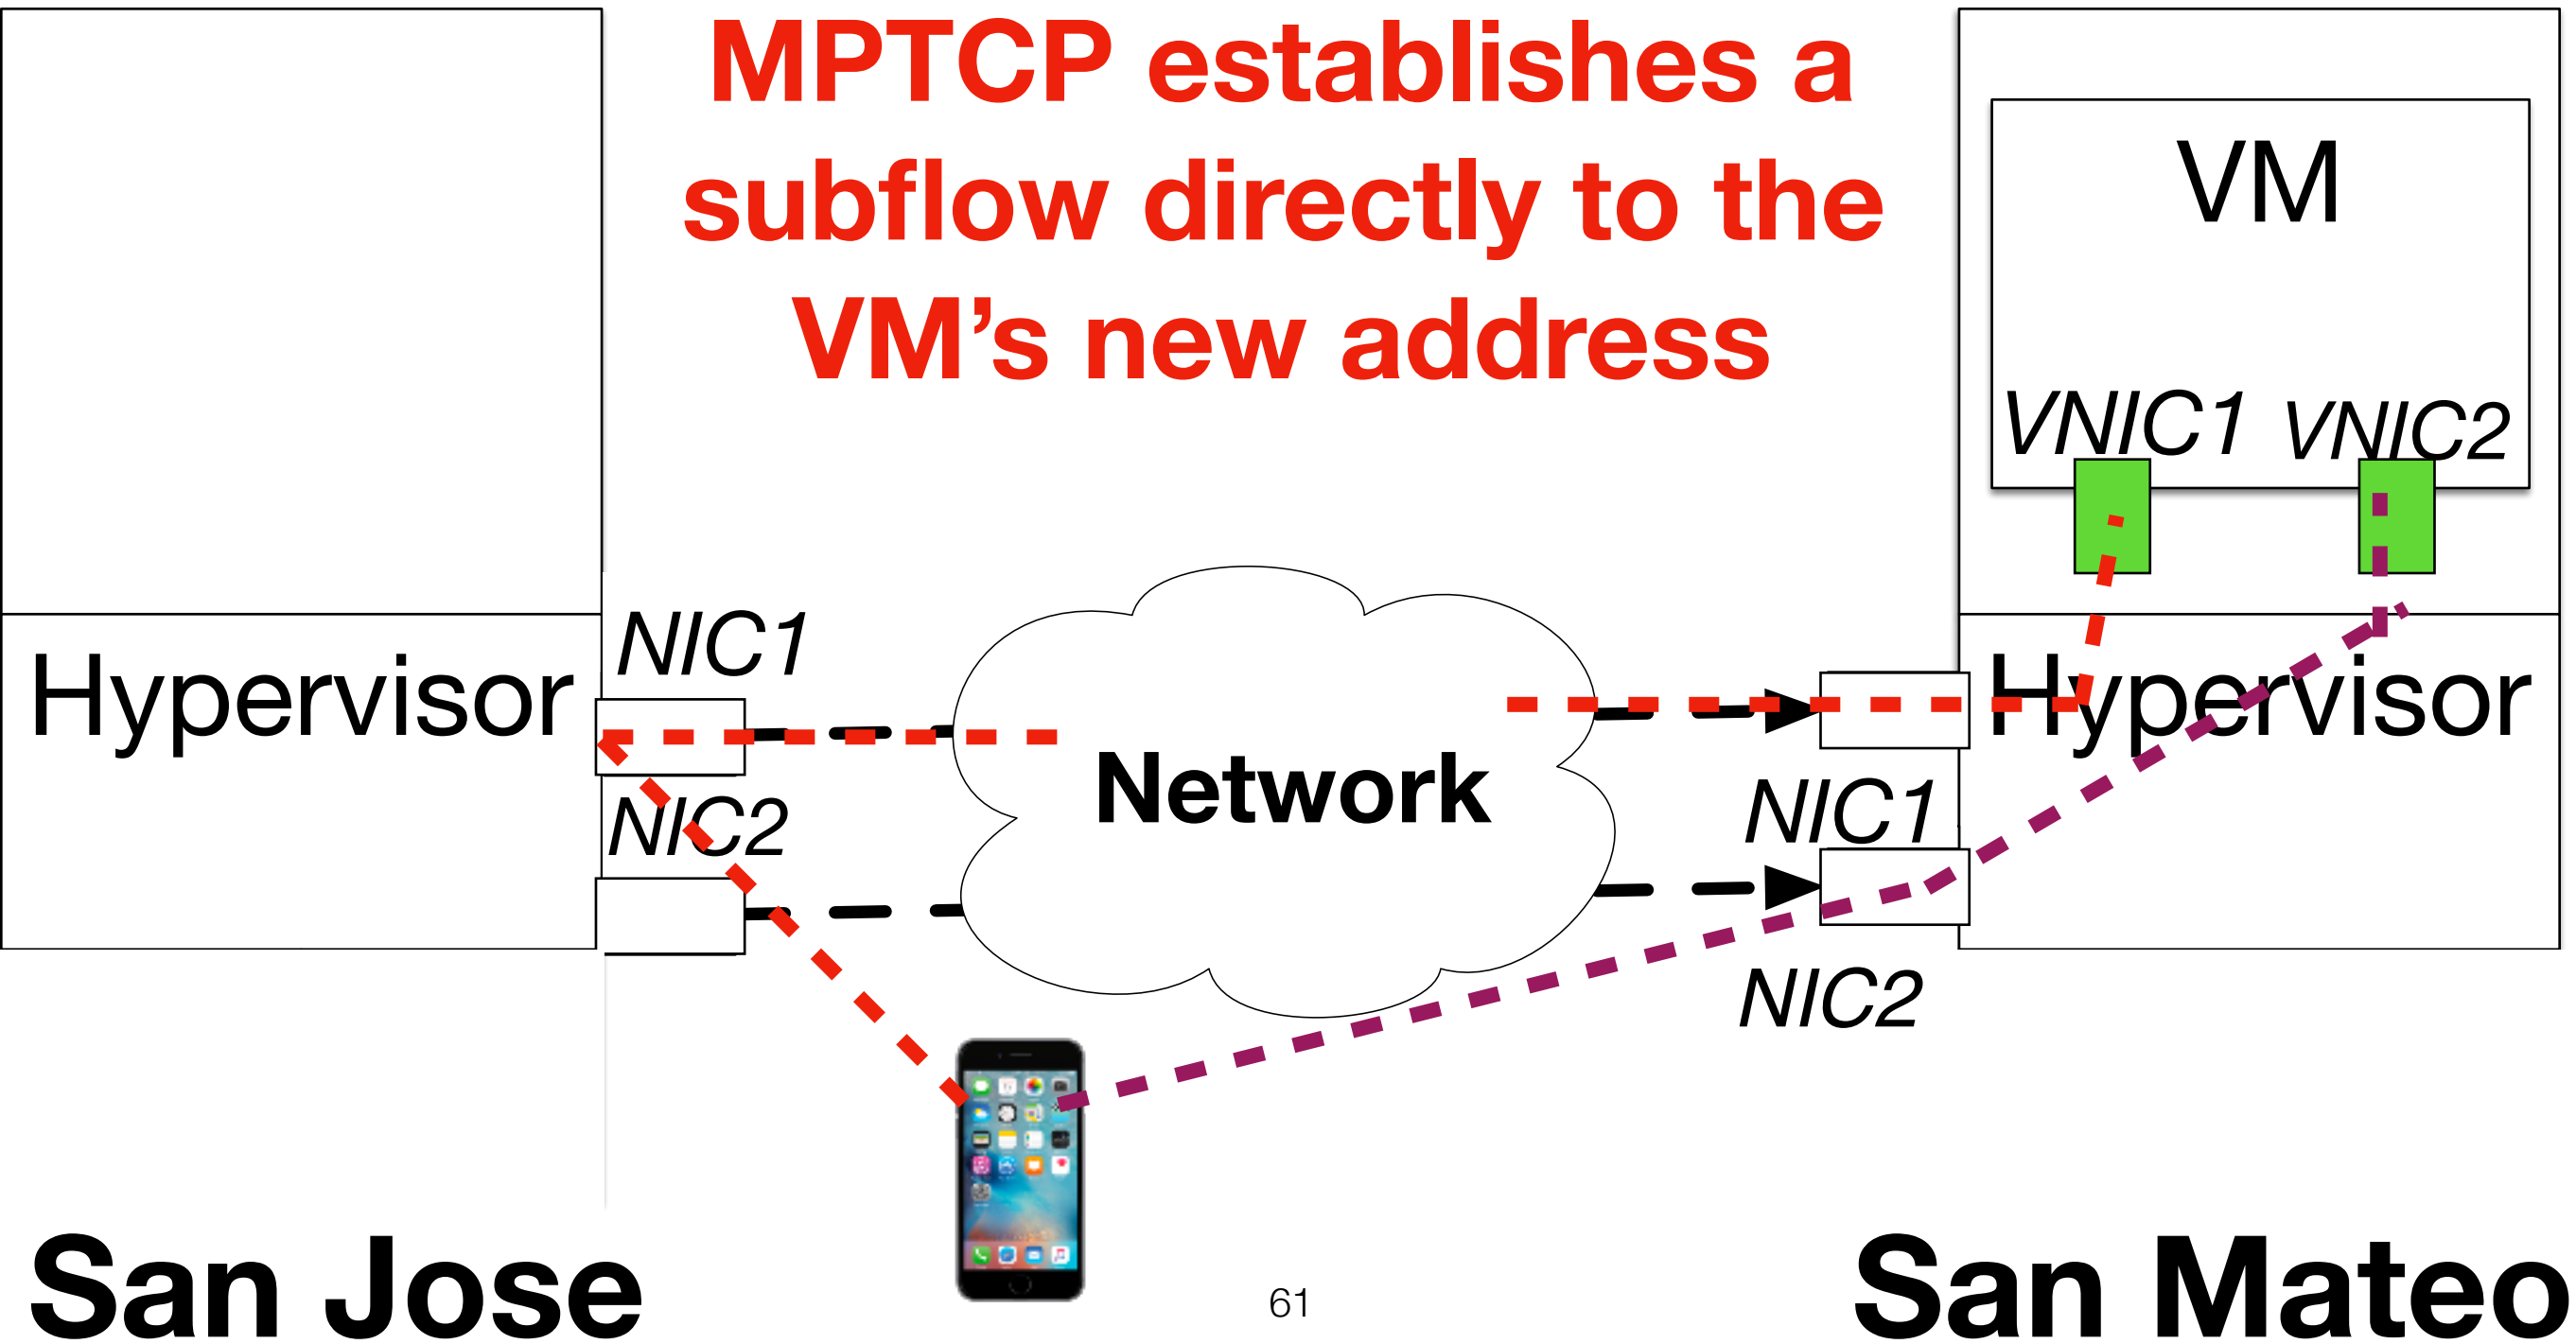 MPTCP establishes a
subflow directly to the
VM’s new address
VM
VNIC1 VNIC2
Hypervisor
NIC1
NIC2
Network
Hypervisor
NIC1
NIC2
San Jose
61
San Mateo